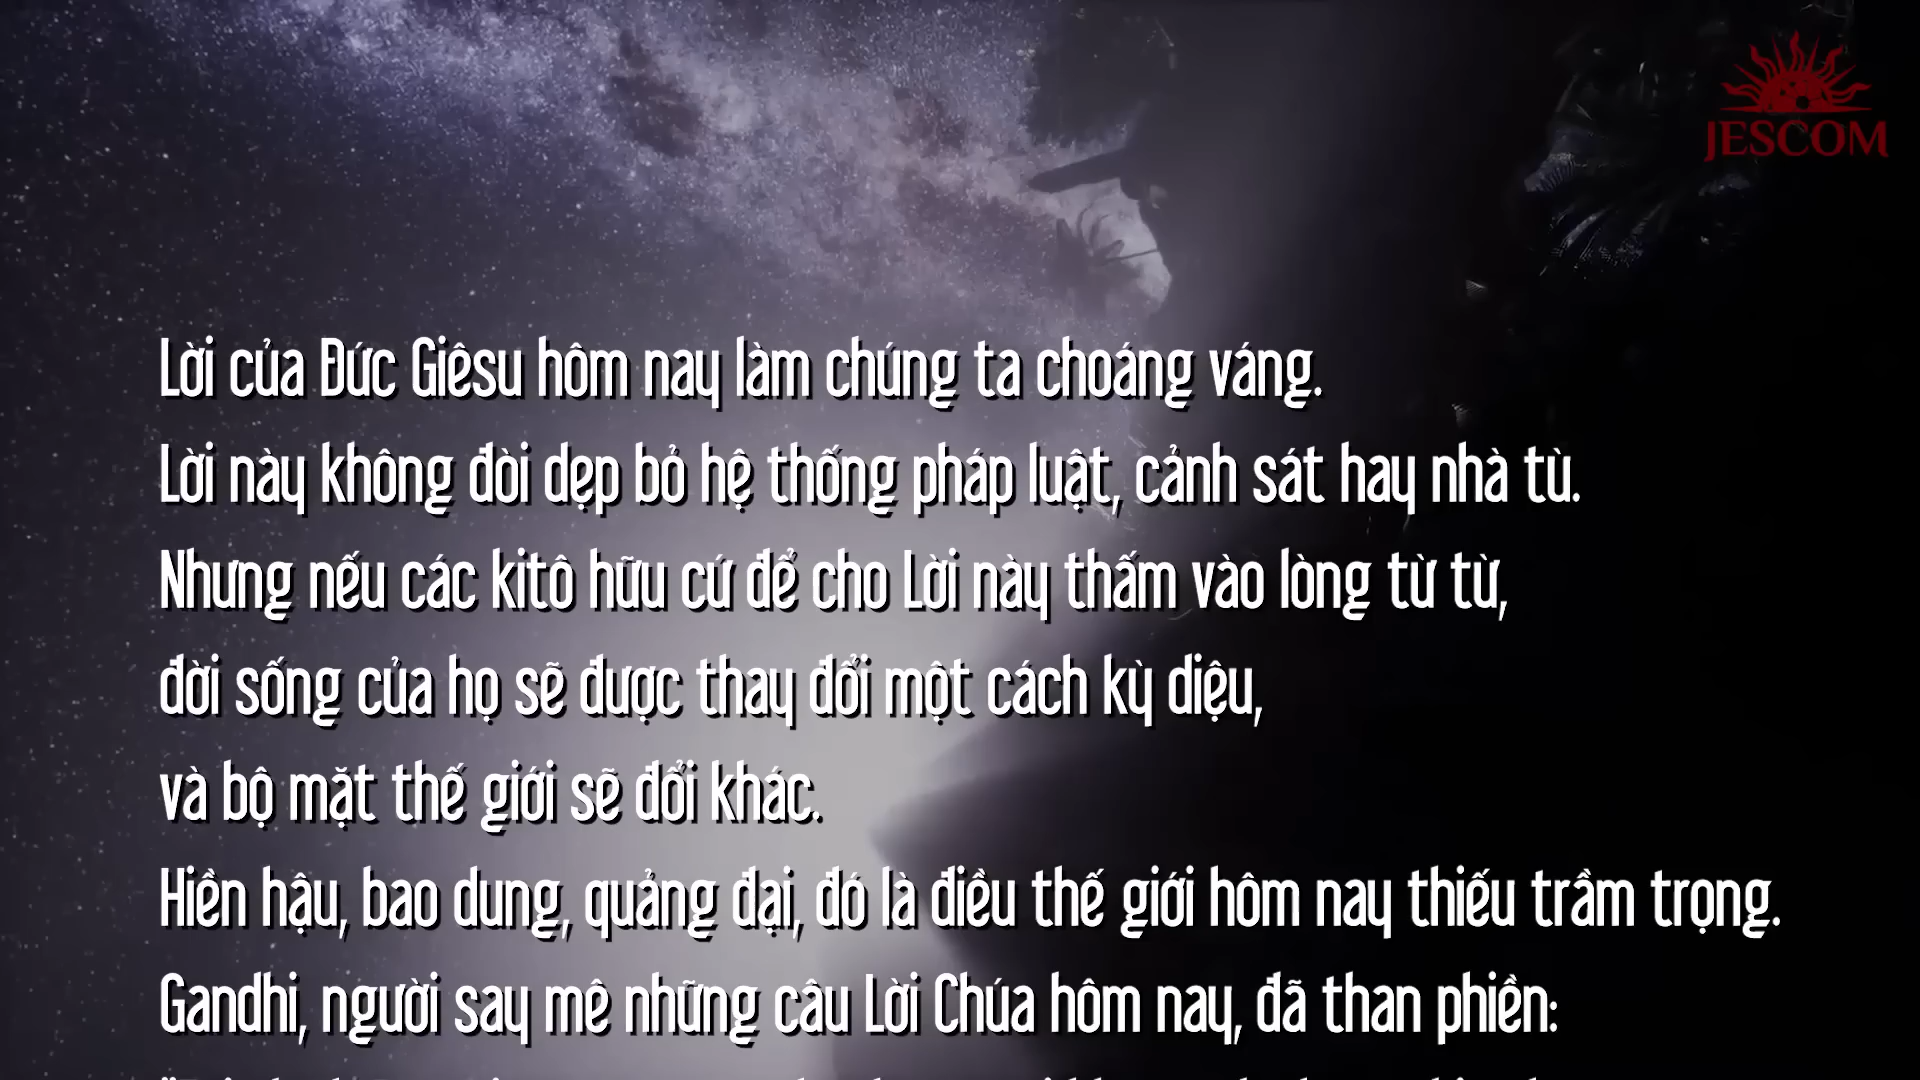 JESCOM
Lời của Đức Giêsu hôm nay làm chúng ta choáng váng.
Lời này không đòi dẹp bỏ hệ thống pháp luật, cảnh sát hay nhà tù.
Nhưng nếu các kitô hữu cứ để cho Lời này thấm vào lòng từ từ,
đời sống của họ sẽ được thay đổi một cách kỳ diệu,
và bộ mặt thế giới sẽ đổi khác.
Hiền hậu, bao dung, quảng đại, đó là điều thế giới hôm nay thiếu trầm trọng.
Gandhi, người say mê những câu Lời Chúa hôm nay, đã than phiền: